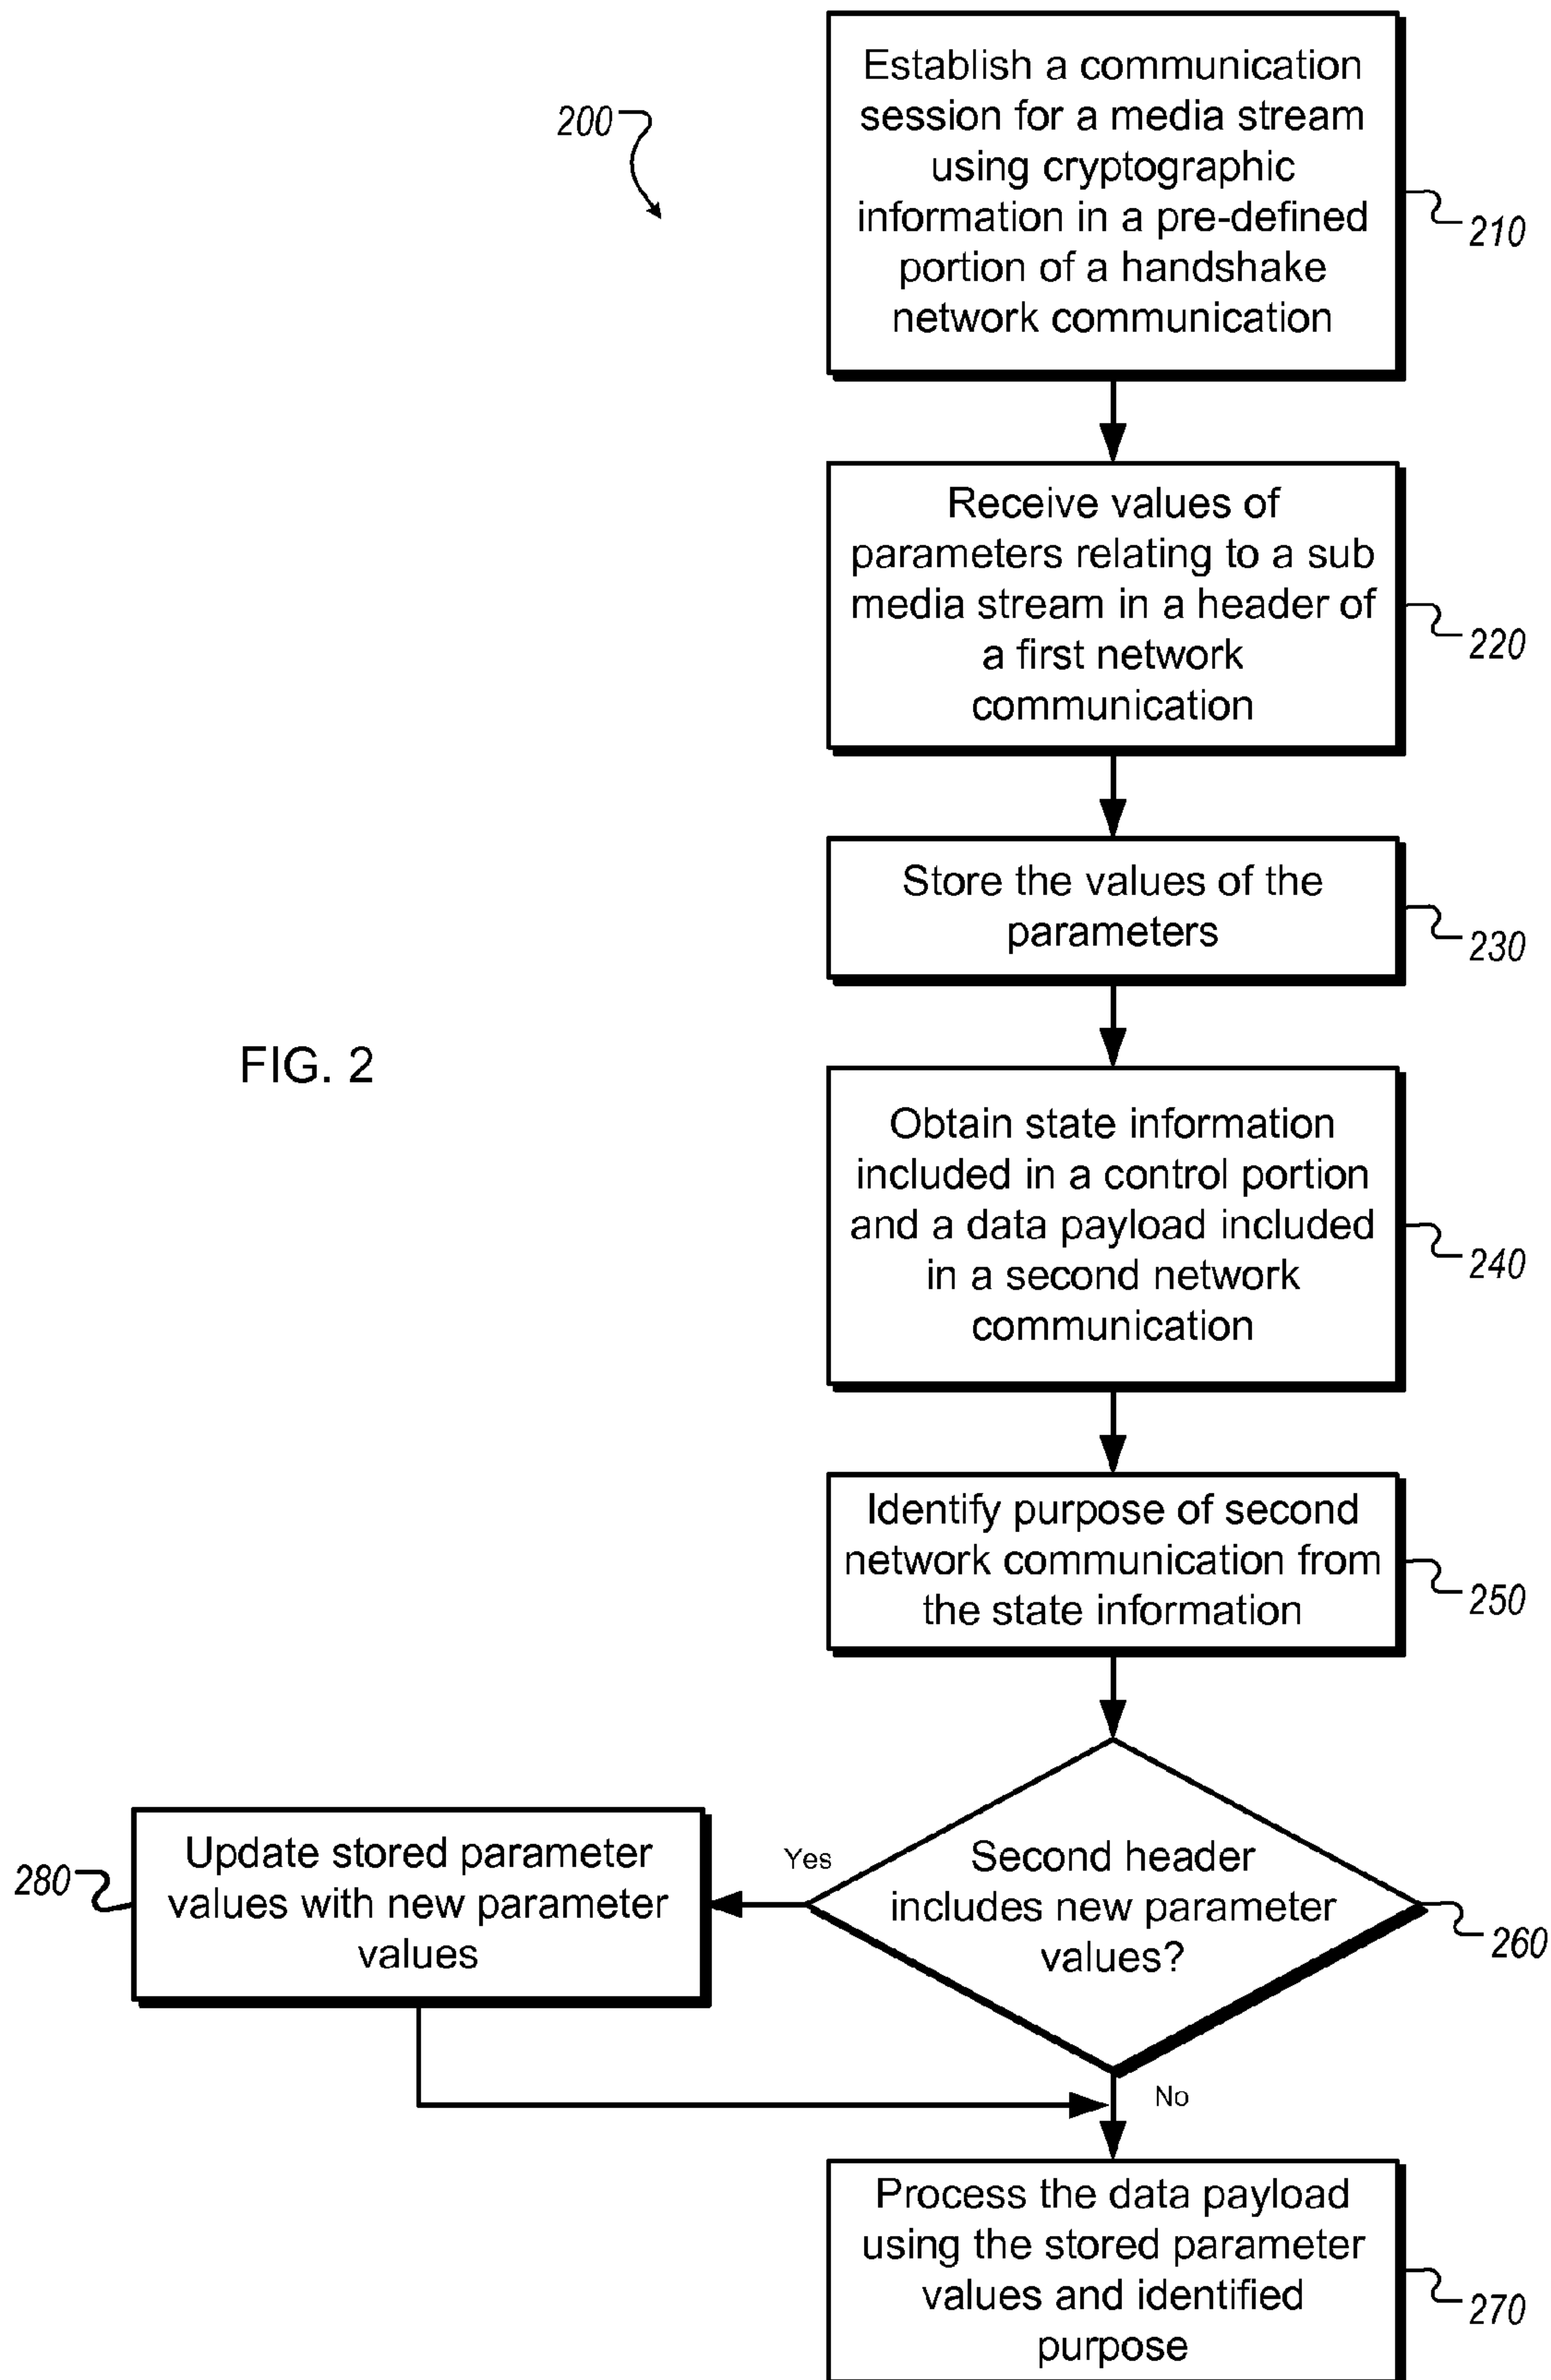 200
Establish a communication
session for a media stream
using cryptographic
information in a pre-defined
portion of a handshake
network communication
210
Receive values of
parameters relating to a sub
media stream in a header of
a first network
communication
220
Store the values of the
parameters
230
FIG. 2
Obtain state information
included in a control portion
and a data payload included
in a second network
communication
240
Identify purpose of second
network communication from
the state information
250
Second header
includes new parameter
values?
260
Yes
Update stored parameter
values with new parameter
values
280
No
Process the data payload
using the stored parameter
values and identified
purpose
270